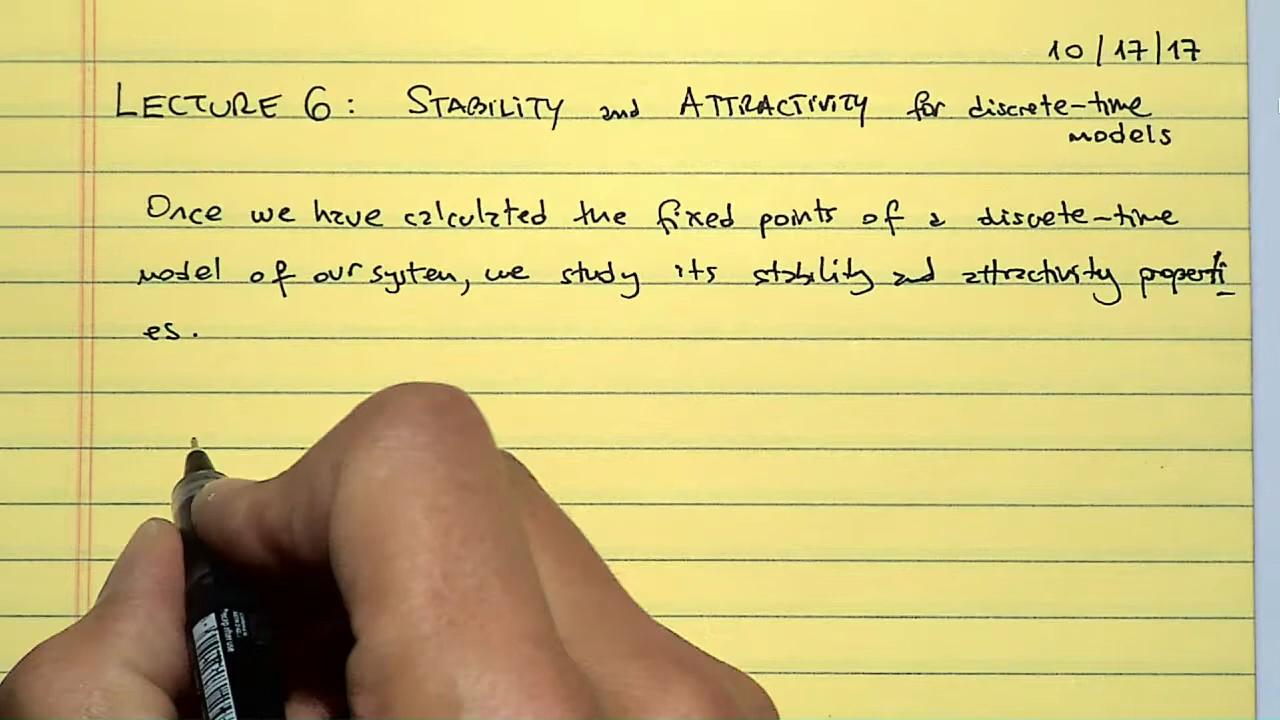 10/17/17
LECTURE 6: STABILITY and ATTRACTIVITY for discrete-time
models
Once we have calculated the fixed points of a discete-time
model of our system, we study its stability and attractivity properti
es.